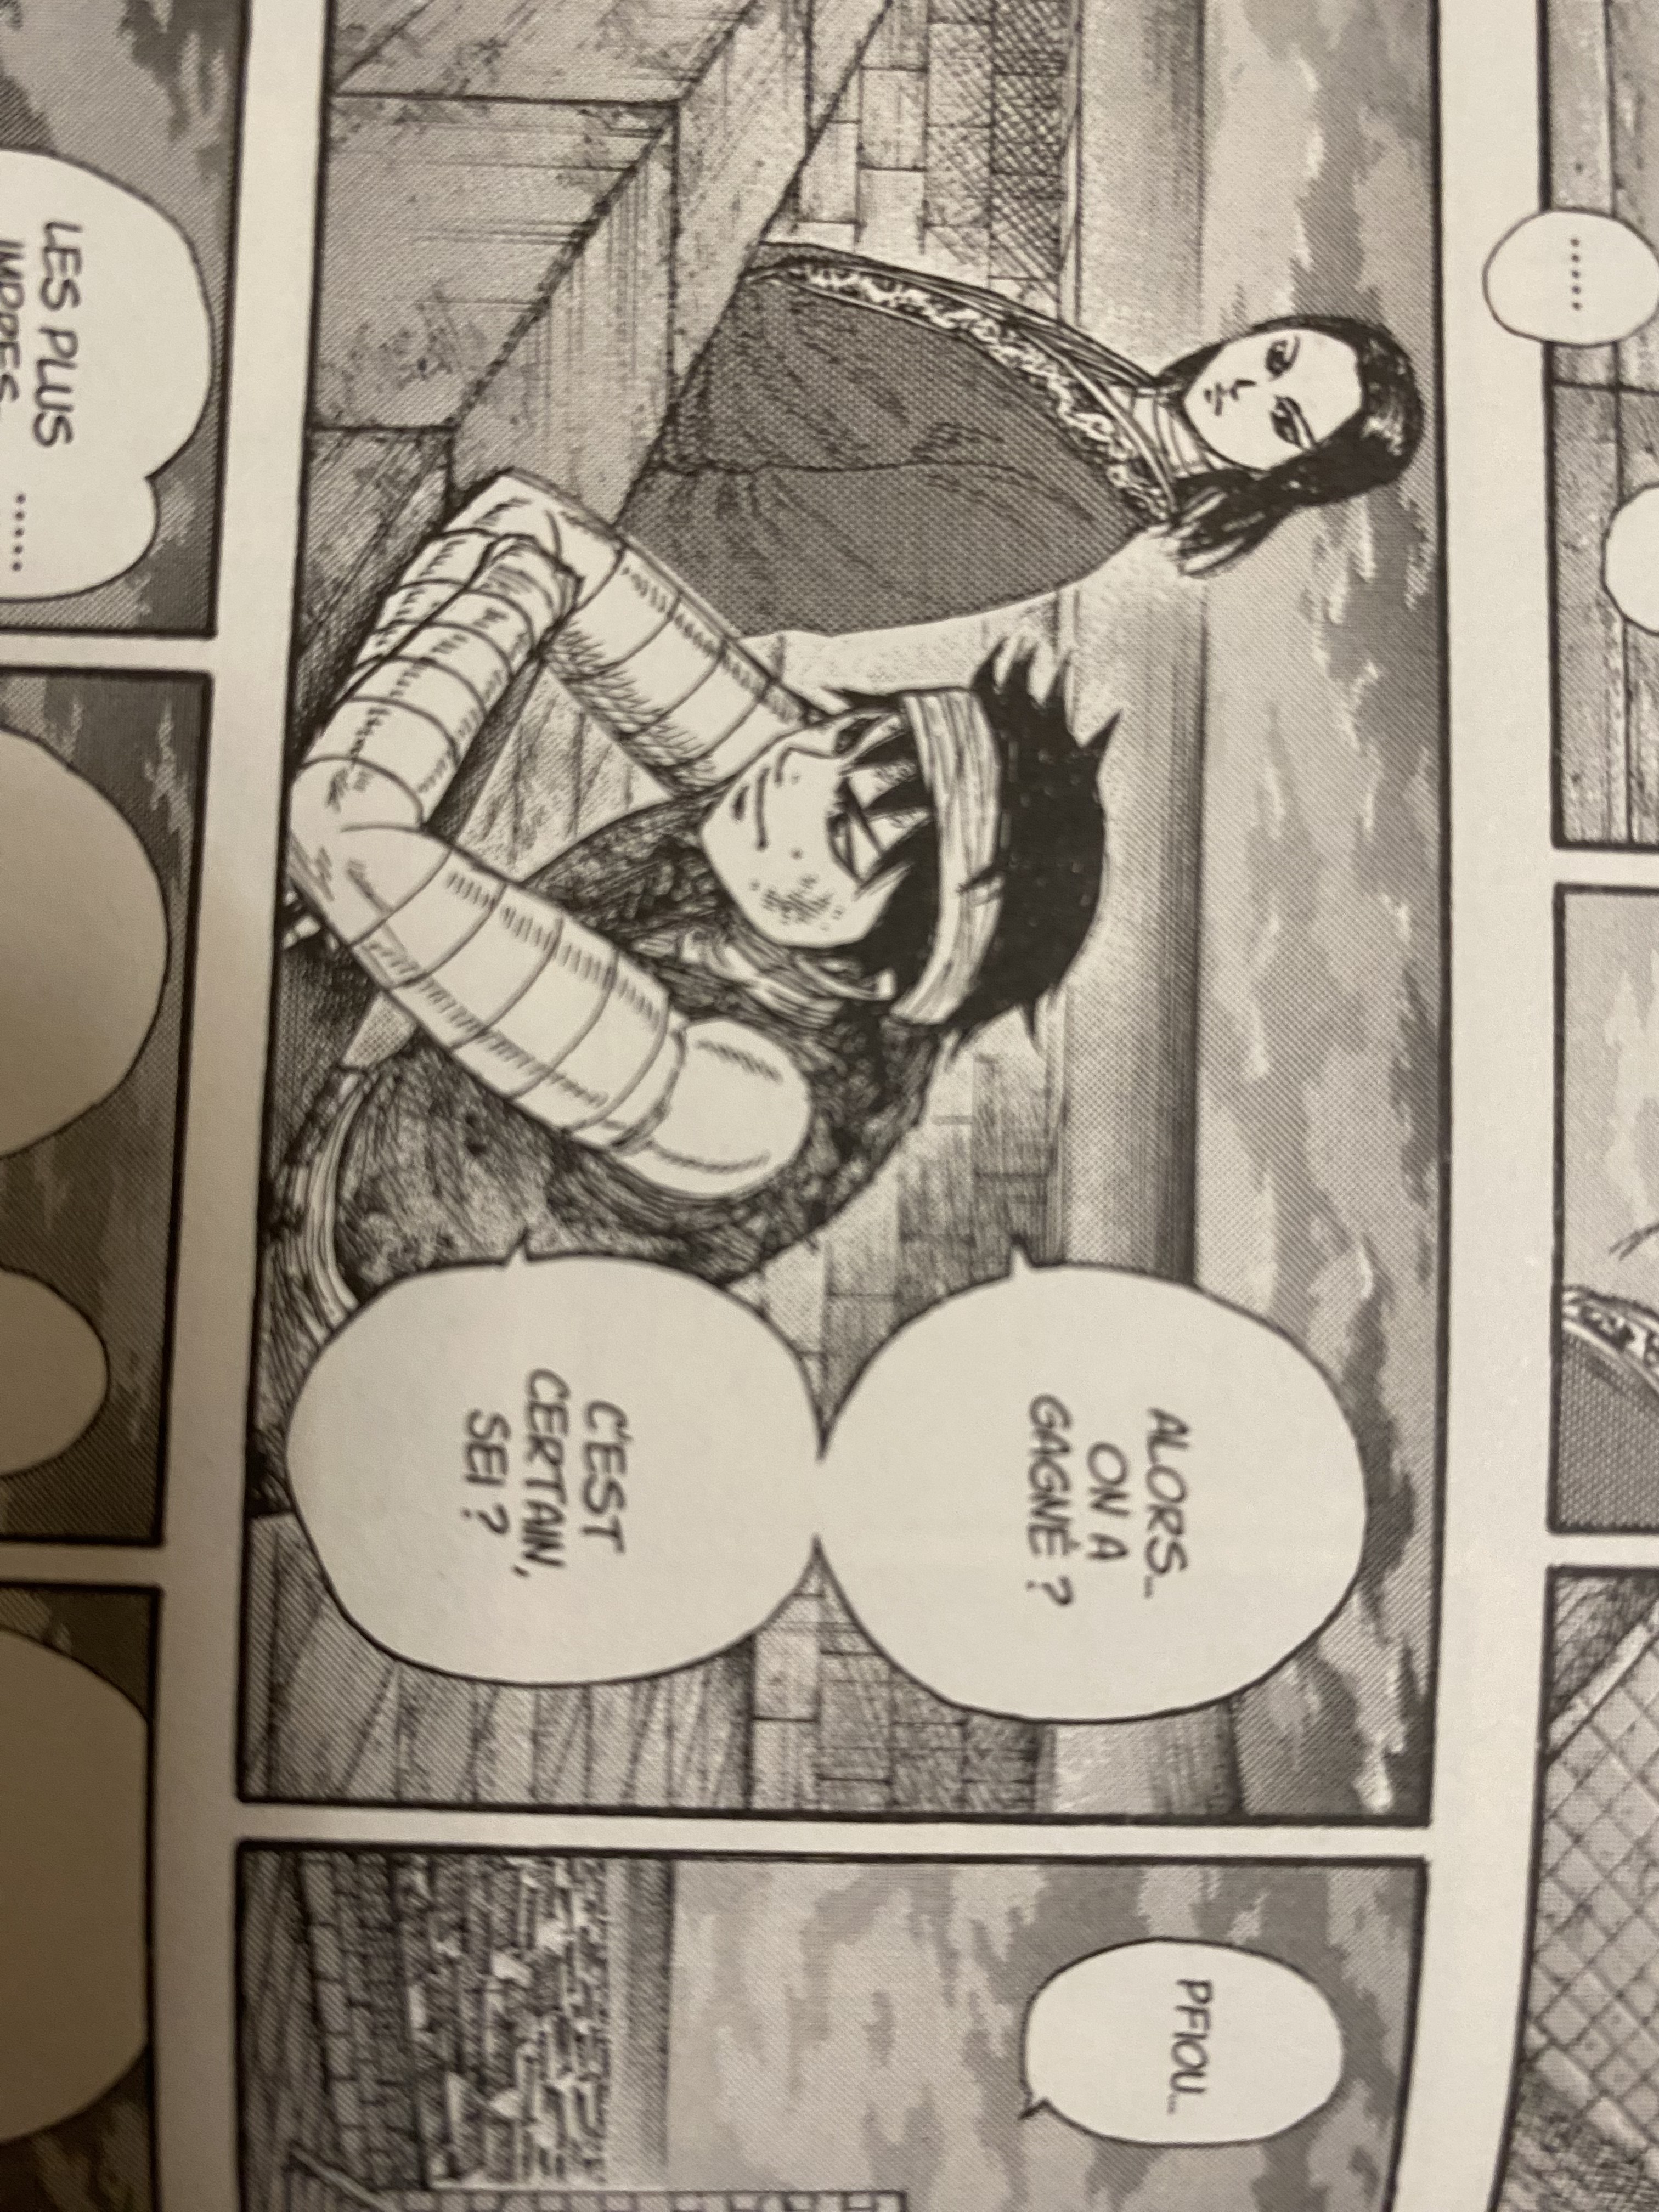 .....
PFIOU...
ALORS...
ON A
GAGNÉ ?
C'EST
CERTAIN,
SEI ?
LES PLUS
......